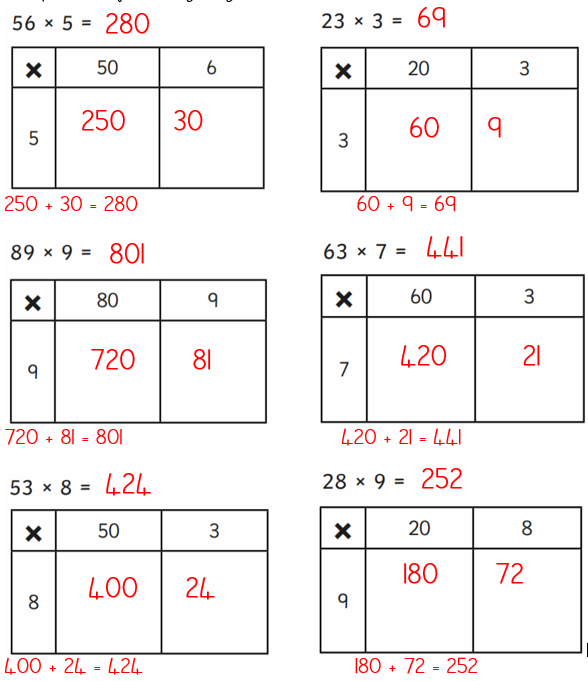 56 × 5 = 280
× 50 6
5 250 30
250 + 30 = 280
23 × 3 = 69
× 20 3
3 60 9
60 + 9 = 69
89 × 9 = 801
× 80 9
9 720 81
720 + 81 = 801
63 × 7 = 441
× 60 3
7 420 21
420 + 21 = 441
53 × 8 = 424
× 50 3
8 400 24
400 + 24 = 424
28 × 9 = 252
× 20 8
9 180 72
180 + 72 = 252